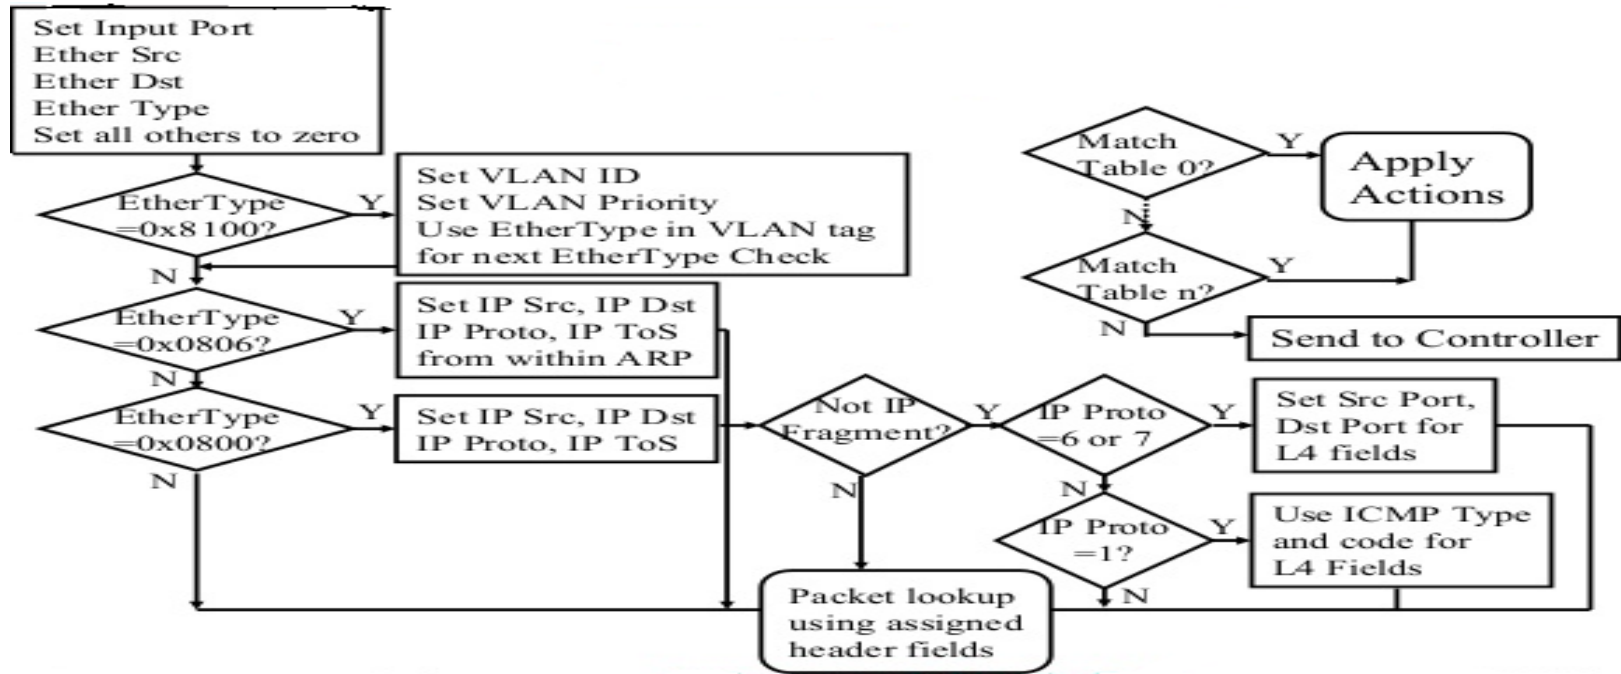 Set Input Port
Ether Src
Ether Dst
Ether Type
Set all others to zero
EtherType
=0x8100?
Y
N
Set VLAN ID
Set VLAN Priority
Use EtherType in VLAN tag
for next EtherType Check
EtherType
=0x0806?
Y
N
Set IP Src, IP Dst
IP Proto, IP ToS
from within ARP
EtherType
=0x0800?
Y
N
Set IP Src, IP Dst
IP Proto, IP ToS
Not IP
Fragment?
Y
N
IP Proto
=6 or 7
Y
N
Set Src Port,
Dst Port for
L4 fields
IP Proto
=1?
Y
N
Use ICMP Type
and code for
L4 Fields
Packet lookup
using assigned
header fields
Match
Table 0?
Y
N
Apply
Actions
Match
Table n?
Y
N
Send to Controller